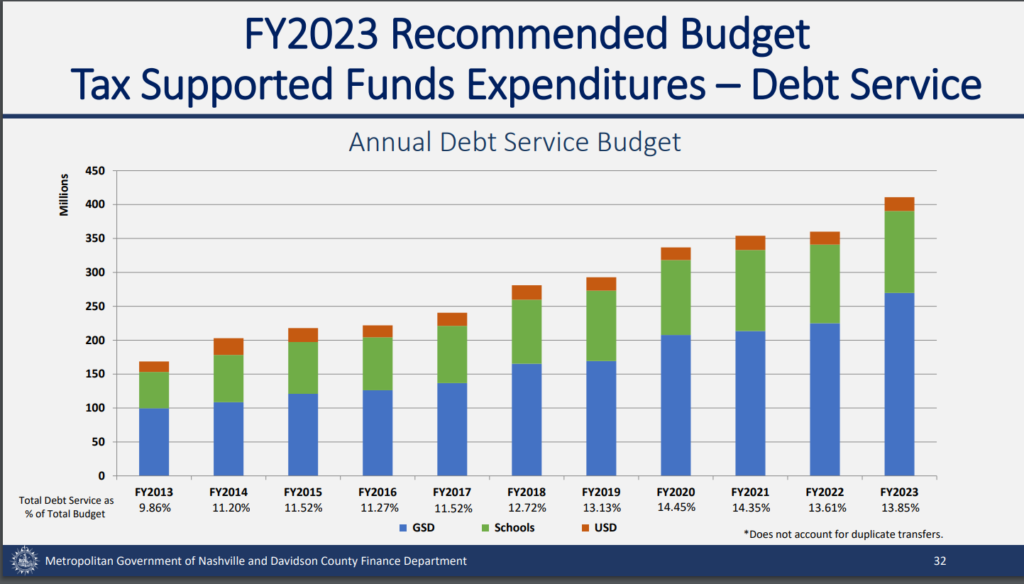 FY2023 Recommended Budget
Tax Supported Funds Expenditures – Debt Service
Annual Debt Service Budget
Millions
450
400
350
300
250
200
150
100
50
0
FY2013 FY2014 FY2015 FY2016 FY2017 FY2018 FY2019 FY2020 FY2021 FY2022 FY2023
Total Debt Service as
% of Total Budget
9.86% 11.20% 11.52% 11.27% 11.52% 12.72% 13.13% 14.45% 14.35% 13.61% 13.85%
GSD Schools USD
*Does not account for duplicate transfers.
Metropolitan Government of Nashville and Davidson County Finance Department
32